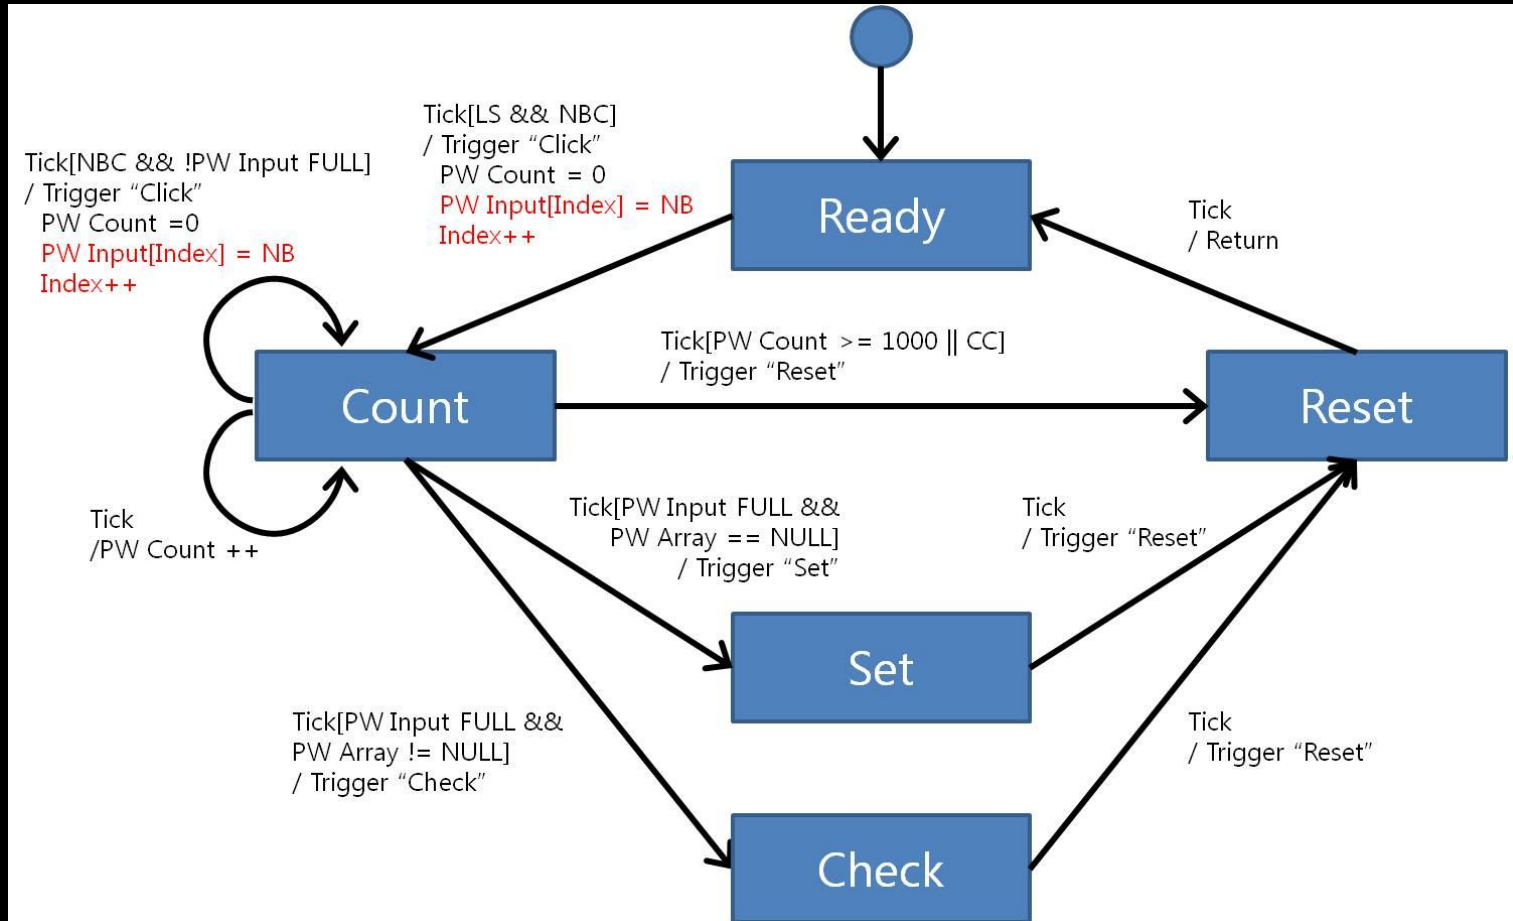 Tick[LS && NBC]
/ Trigger “Click”
PW Count = 0
PW Input[Index] = NB
Index++
Tick[NBC && !PW Input FULL]
/ Trigger “Click”
PW Count =0
PW Input[Index] = NB
Index++
Ready
Tick
/ Return
Tick[PW Count >= 1000 || CC]
/ Trigger “Reset”
Count
Reset
Tick
/PW Count ++
Tick[PW Input FULL &&
PW Array == NULL]
/ Trigger “Set”
Tick
/ Trigger “Reset”
Set
Tick[PW Input FULL &&
PW Array != NULL]
/ Trigger “Check”
Tick
/ Trigger “Reset”
Check